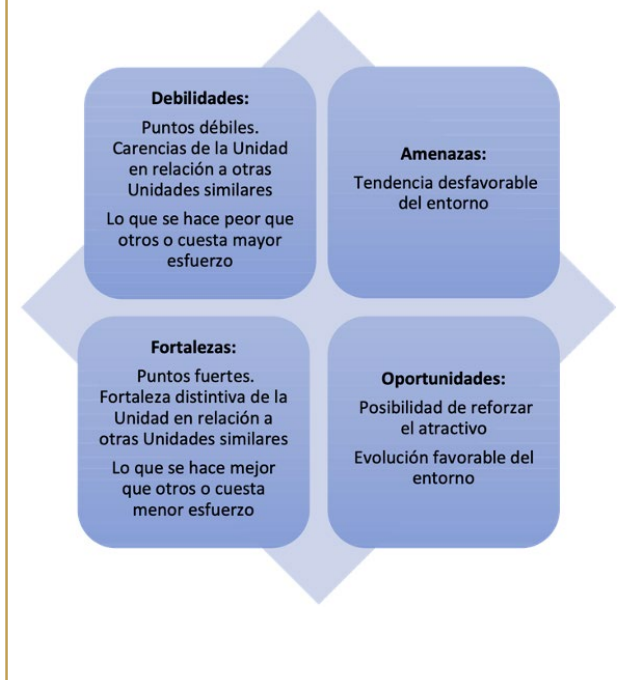 Debilidades:
Puntos débiles.
Carencias de la Unidad
en relación a otras
Unidades similares
Lo que se hace peor que
otros o cuesta mayor
esfuerzo
Amenazas:
Tendencia desfavorable
del entorno
Fortalezas:
Puntos fuertes.
Fortaleza distintiva de la
Unidad en relación a
otras Unidades similares
Lo que se hace mejor
que otros o cuesta
menor esfuerzo
Oportunidades:
Posibilidad de reforzar
el atractivo
Evolución favorable del
entorno